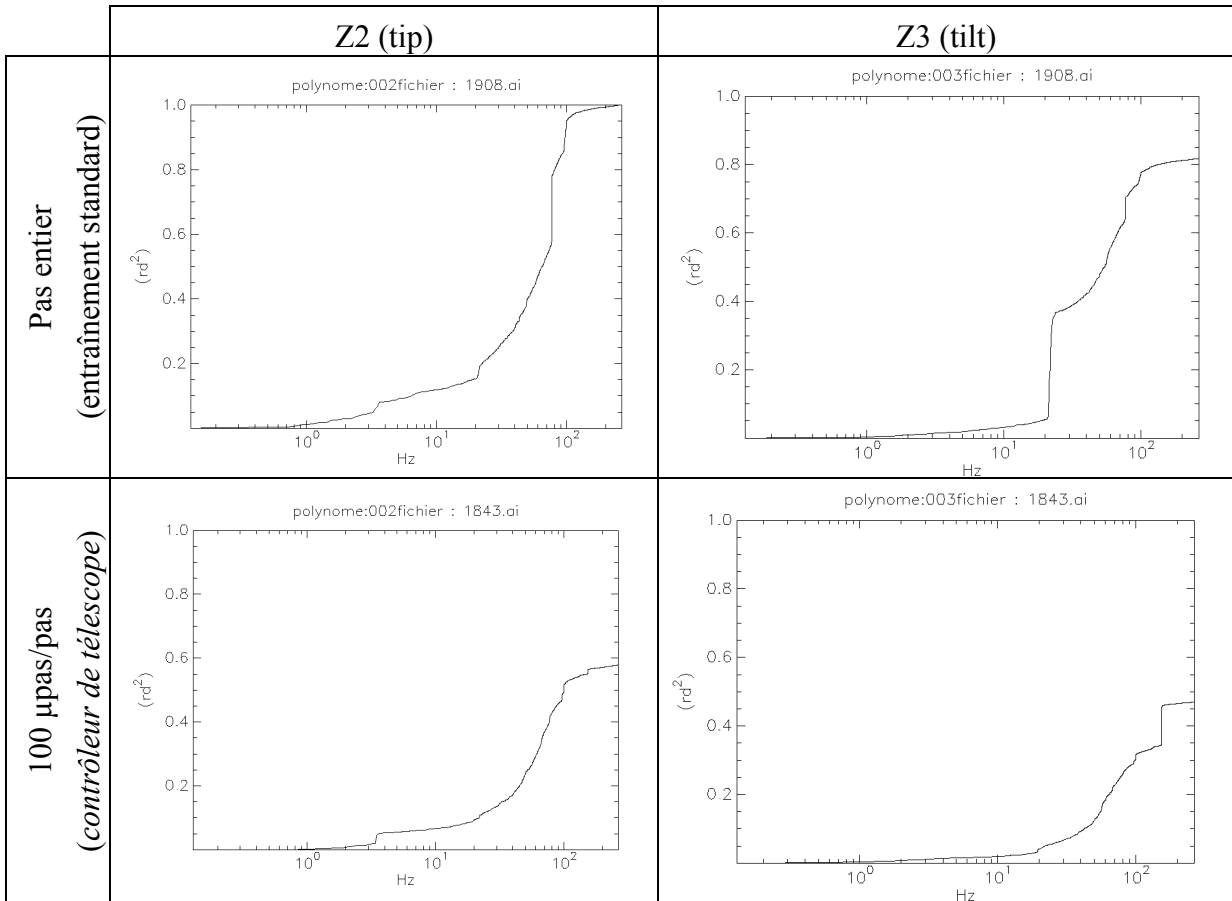 Z2 (tip)
Z3 (tilt)
Pas entier
(entraînement standard)
polynome:002fichier : 1908.ai
1.0
0.8
0.6
0.4
0.2
(rd²)
10⁰
10¹
10²
Hz
polynome:003fichier : 1908.ai
1.0
0.8
0.6
0.4
0.2
(rd²)
10⁰
10¹
10²
Hz
100 µpas/pas
(contrôleur de télescope)
polynome:002fichier : 1843.ai
1.0
0.8
0.6
0.4
0.2
(rd²)
10⁰
10¹
10²
Hz
polynome:003fichier : 1843.ai
1.0
0.8
0.6
0.4
0.2
(rd²)
10⁰
10¹
10²
Hz